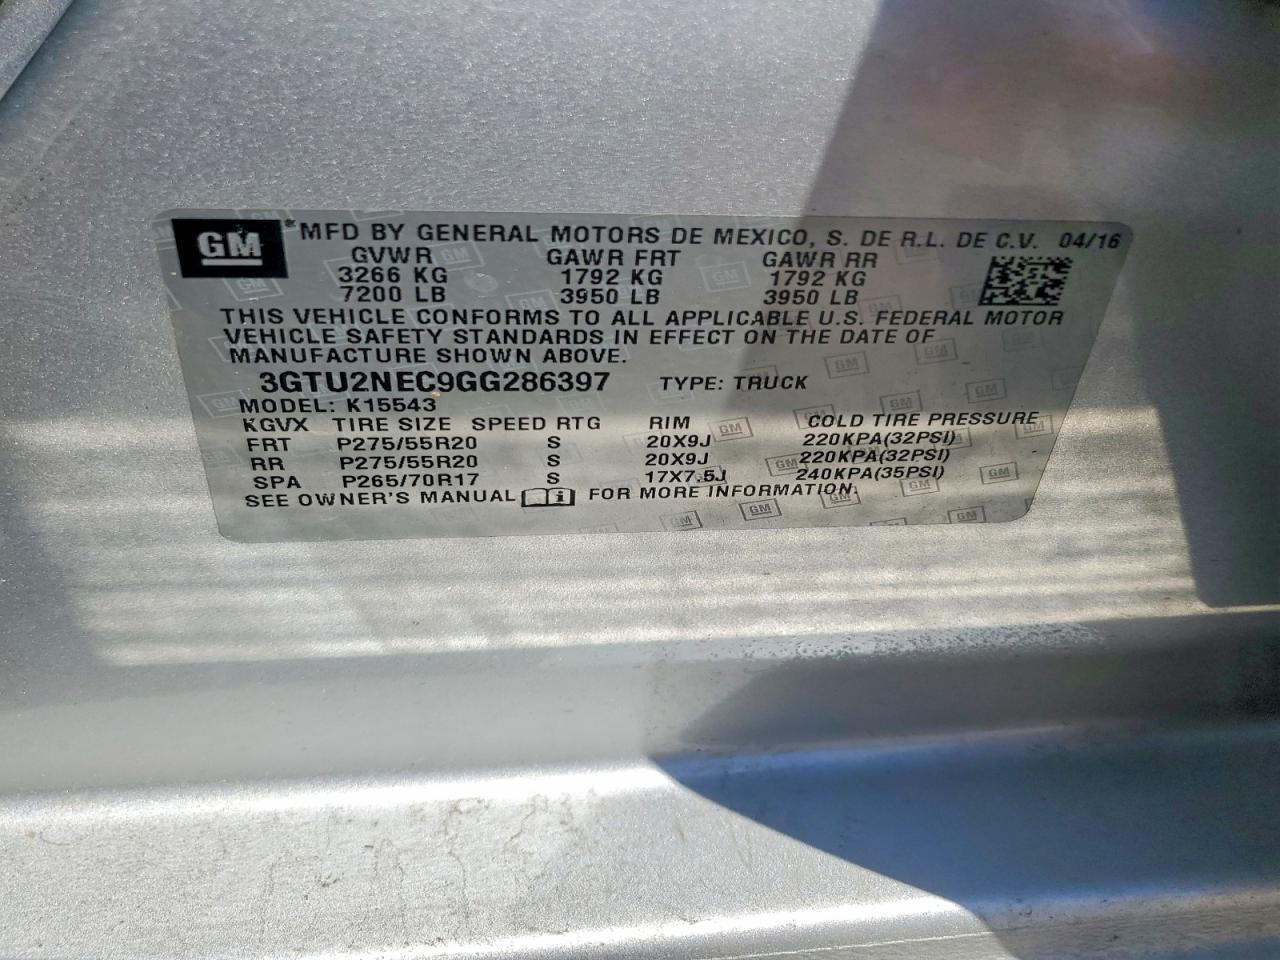 GM MFD BY GENERAL MOTORS DE MEXICO, S. DE R.L. DE C.V. 04/16
GVWR GAWR FRT GAWR RR
3266 KG 1792 KG 1792 KG
7200 LB 3950 LB 3950 LB
THIS VEHICLE CONFORMS TO ALL APPLICABLE U.S. FEDERAL MOTOR
VEHICLE SAFETY STANDARDS IN EFFECT ON THE DATE OF
MANUFACTURE SHOWN ABOVE.
3GTU2NEC9GG286397 TYPE: TRUCK
MODEL: K15543
KGVX TIRE SIZE SPEED RTG RIM COLD TIRE PRESSURE
FRT P275/55R20 S 20X9J 220KPA(32PSI)
RR P275/55R20 S 20X9J 220KPA(32PSI)
SPA P265/70R17 S 17X7.5J 240KPA(35PSI)
SEE OWNER'S MANUAL i FOR MORE INFORMATION.